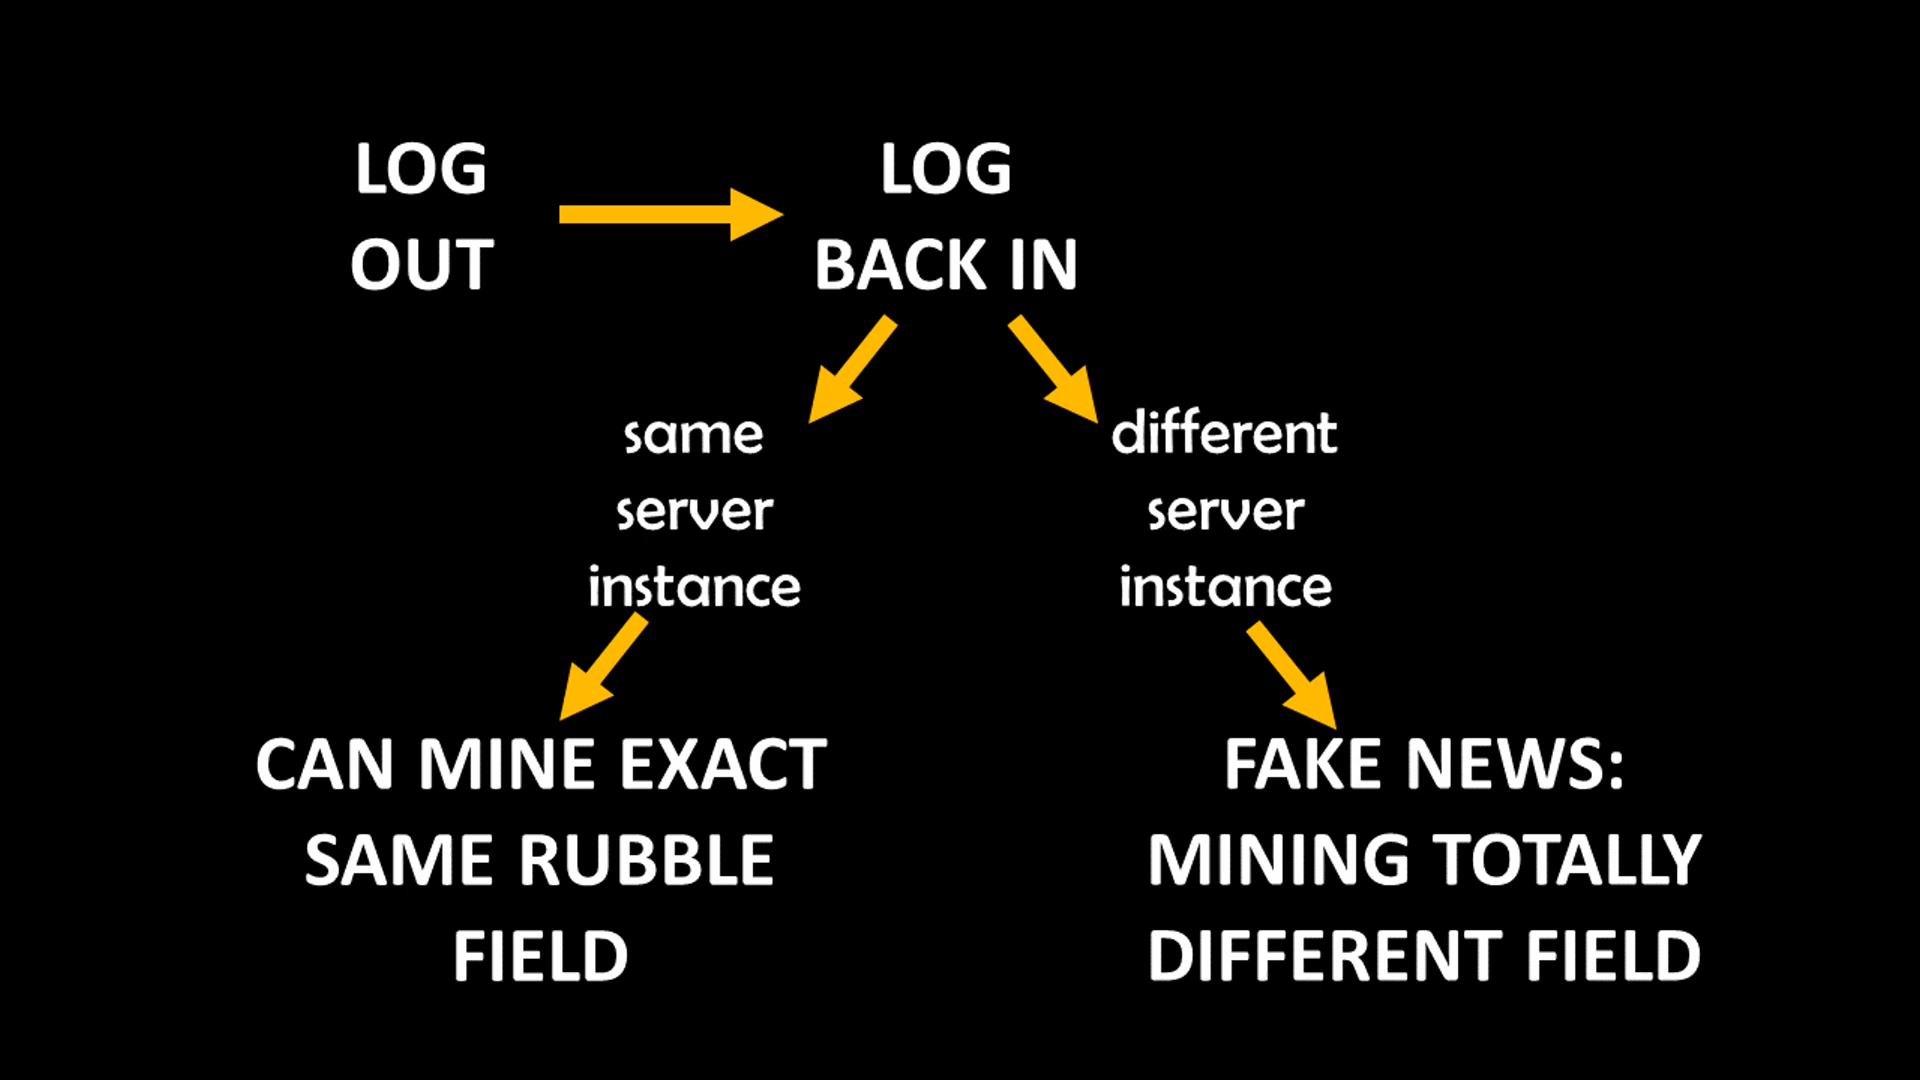 LOG
OUT
LOG
BACK IN
same
server
instance
different
server
instance
CAN MINE EXACT
SAME RUBBLE
FIELD
FAKE NEWS:
MINING TOTALLY
DIFFERENT FIELD